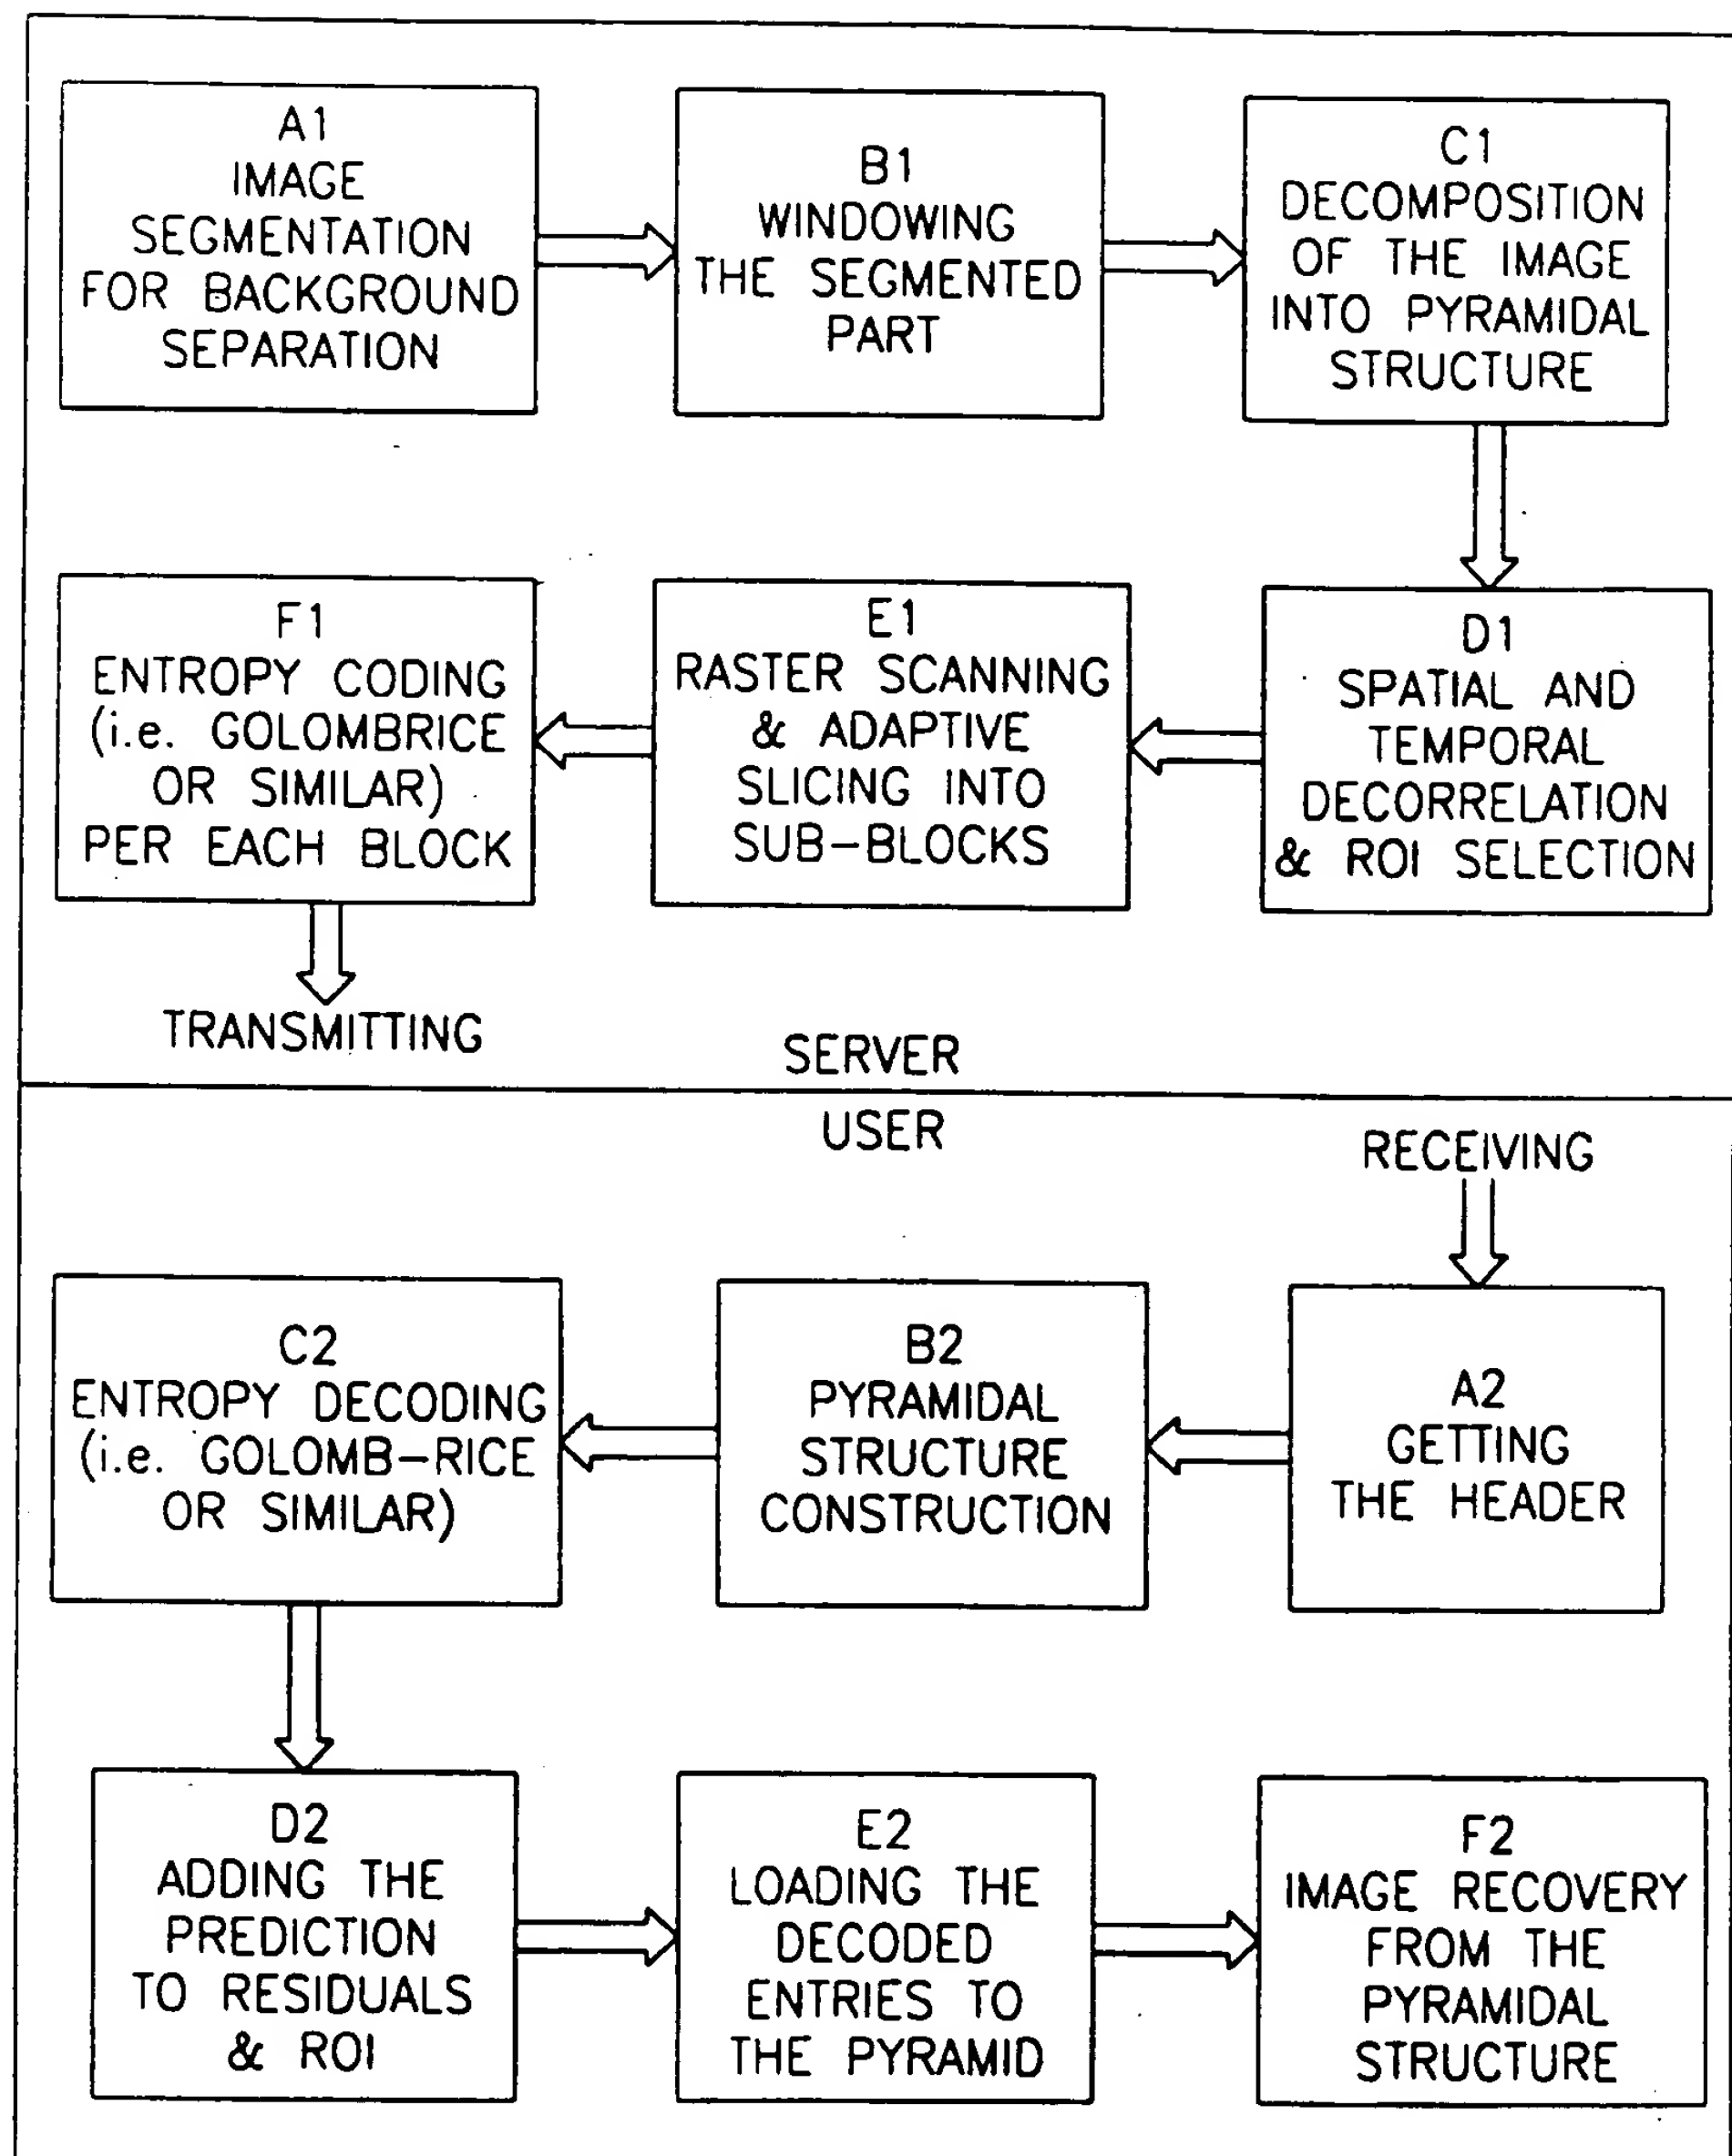 A1
IMAGE
SEGMENTATION
FOR BACKGROUND
SEPARATION
B1
WINDOWING
THE SEGMENTED
PART
C1
DECOMPOSITION
OF THE IMAGE
INTO PYRAMIDAL
STRUCTURE
D1
SPATIAL AND
TEMPORAL
DECORRELATION
& ROI SELECTION
E1
RASTER SCANNING
& ADAPTIVE
SLICING INTO
SUB-BLOCKS
F1
ENTROPY CODING
(i.e. GOLOMBRICE
OR SIMILAR)
PER EACH BLOCK
TRANSMITTING
SERVER
USER
RECEIVING
A2
GETTING
THE HEADER
B2
PYRAMIDAL
STRUCTURE
CONSTRUCTION
C2
ENTROPY DECODING
(i.e. GOLOMB-RICE
OR SIMILAR)
D2
ADDING THE
PREDICTION
TO RESIDUALS
& ROI
E2
LOADING THE
DECODED
ENTRIES TO
THE PYRAMID
F2
IMAGE RECOVERY
FROM THE
PYRAMIDAL
STRUCTURE